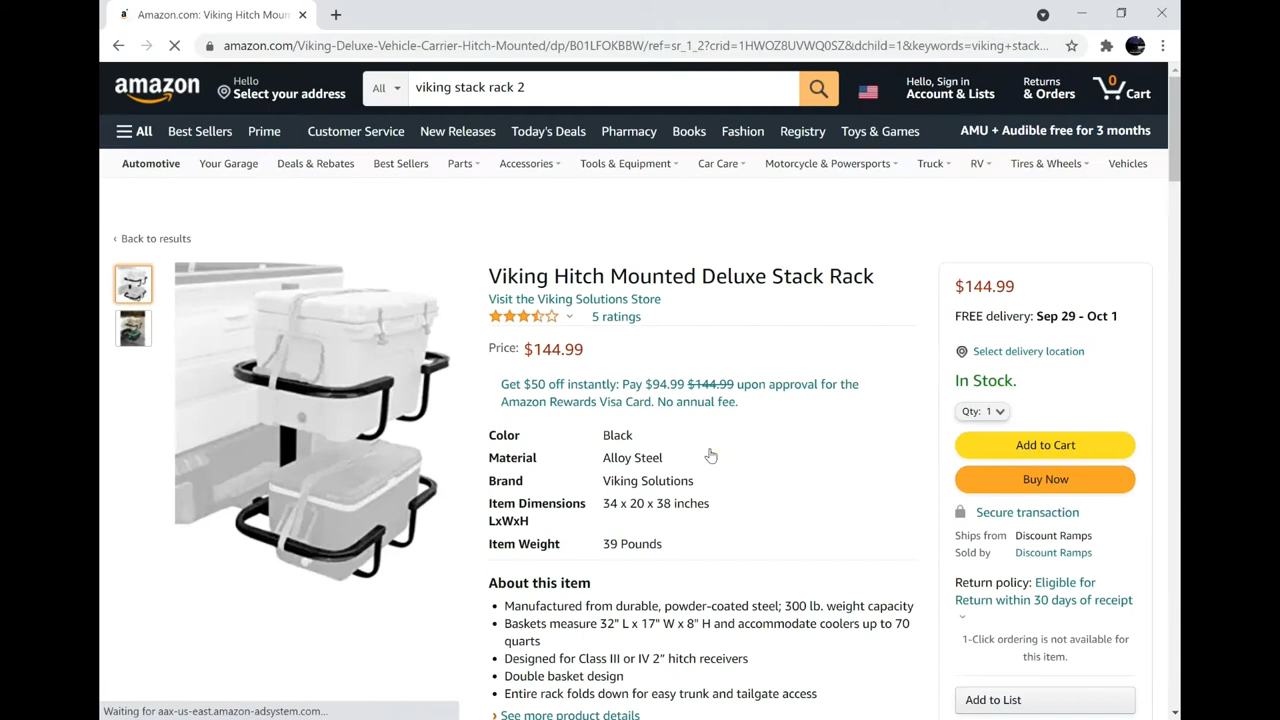 Amazon.com: Viking Hitch Moun
amazon.com/Viking-Deluxe-Vehicle-Carrier-Hitch-Mounted/dp/B01LFOKBBW/ref=sr_1_2?crid=1HWOZ8UVWQ0SZ&dchild=1&keywords=viking+stack...
amazon
Hello
Select your address
All
viking stack rack 2
Hello, Sign in
Account & Lists
Returns
& Orders
0
Cart
All Best Sellers Prime Customer Service New Releases Today's Deals Pharmacy Books Fashion Registry Toys & Games AMU + Audible free for 3 months
Automotive Your Garage Deals & Rebates Best Sellers Parts Accessories Tools & Equipment Car Care Motorcycle & Powersports Truck RV Tires & Wheels Vehicles
‹ Back to results
Viking Hitch Mounted Deluxe Stack Rack
Visit the Viking Solutions Store
5 ratings
Price: $144.99
Get $50 off instantly: Pay $94.99 $144.99 upon approval for the
Amazon Rewards Visa Card. No annual fee.
Color Black
Material Alloy Steel
Brand Viking Solutions
Item Dimensions 34 x 20 x 38 inches
LxWxH
Item Weight 39 Pounds
About this item
• Manufactured from durable, powder-coated steel; 300 lb. weight capacity
• Baskets measure 32" L x 17" W x 8" H and accommodate coolers up to 70
quarts
• Designed for Class III or IV 2” hitch receivers
• Double basket design
• Entire rack folds down for easy trunk and tailgate access
› See more product details
$144.99
FREE delivery: Sep 29 - Oct 1
Select delivery location
In Stock.
Qty: 1
Add to Cart
Buy Now
Secure transaction
Ships from Discount Ramps
Sold by Discount Ramps
Return policy: Eligible for
Return within 30 days of receipt
1-Click ordering is not available for
this item.
Add to List
Waiting for aax-us-east.amazon-adsystem.com...